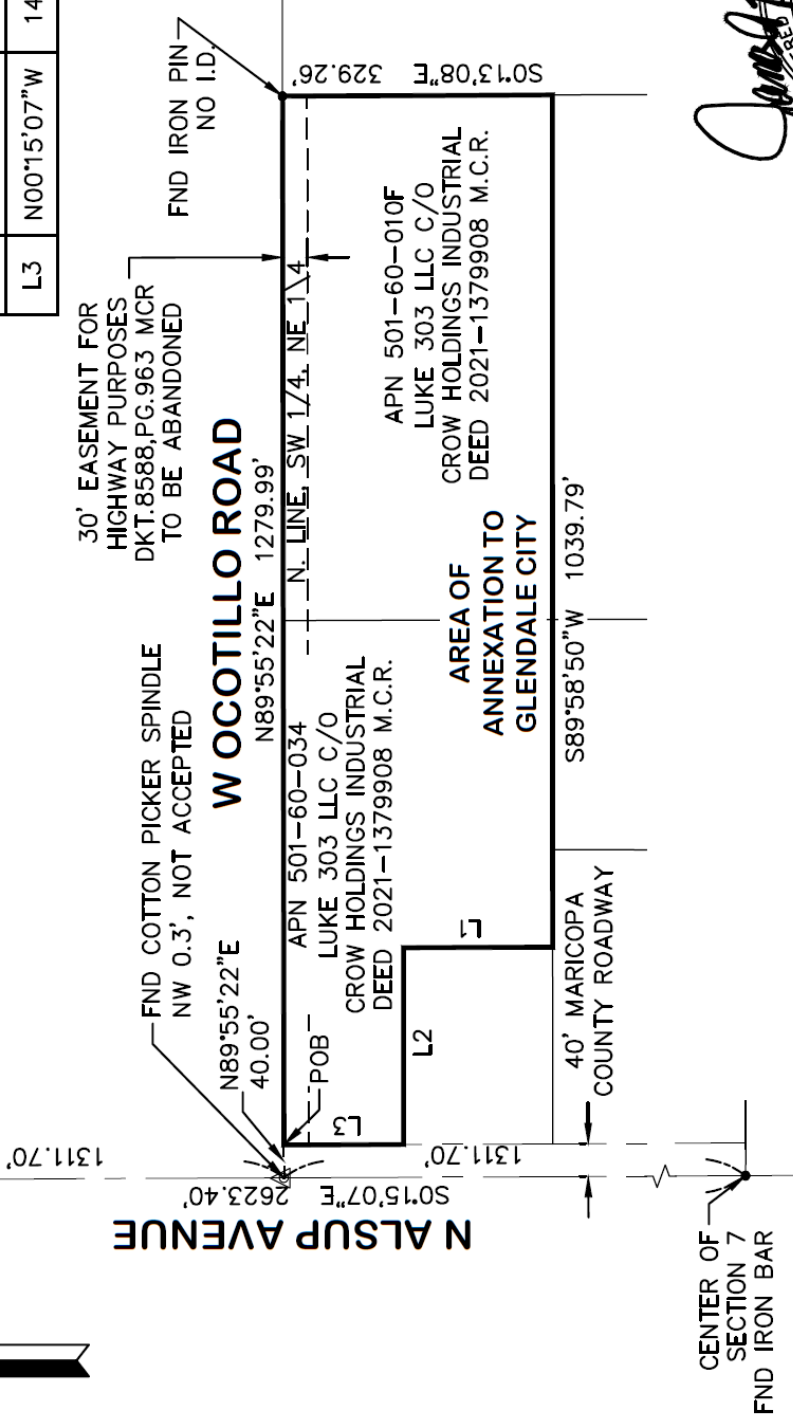 L3 N00°15'07"W 14
FND IRON PIN
NO I.D.
30' EASEMENT FOR
HIGHWAY PURPOSES
DKT.8588,PG.963 MCR
TO BE ABANDONED
FND COTTON PICKER SPINDLE
NW 0.3', NOT ACCEPTED
W OCOTILLO ROAD
N89°55'22"E 1279.99'
N. LINE, SW 1/4, NE 1/4
N89°55'22"E
40.00'
S0°13'08"E 329.26'
APN 501-60-034
LUKE 303 LLC C/O
CROW HOLDINGS INDUSTRIAL
DEED 2021-1379908 M.C.R.
APN 501-60-010F
LUKE 303 LLC C/O
CROW HOLDINGS INDUSTRIAL
DEED 2021-1379908 M.C.R.
POB
L3
L2
L1
AREA OF
ANNEXATION TO
GLENDALE CITY
S89°58'50"W 1039.79'
40' MARICOPA
COUNTY ROADWAY
1311.70'
1311.70'
S0°15'07"E 2623.40'
N ALSUP AVENUE
CENTER OF
SECTION 7
FND IRON BAR